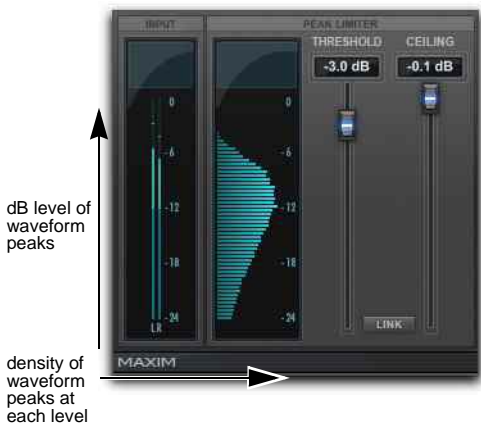 INPUT
PEAK LIMITER
THRESHOLD
CEILING
-3.0 dB
-0.1 dB
0
0
-6
-6
-12
-12
-18
-18
-24
-24
L R
LINK
MAXIM
dB level of
waveform
peaks
density of
waveform
peaks at
each level